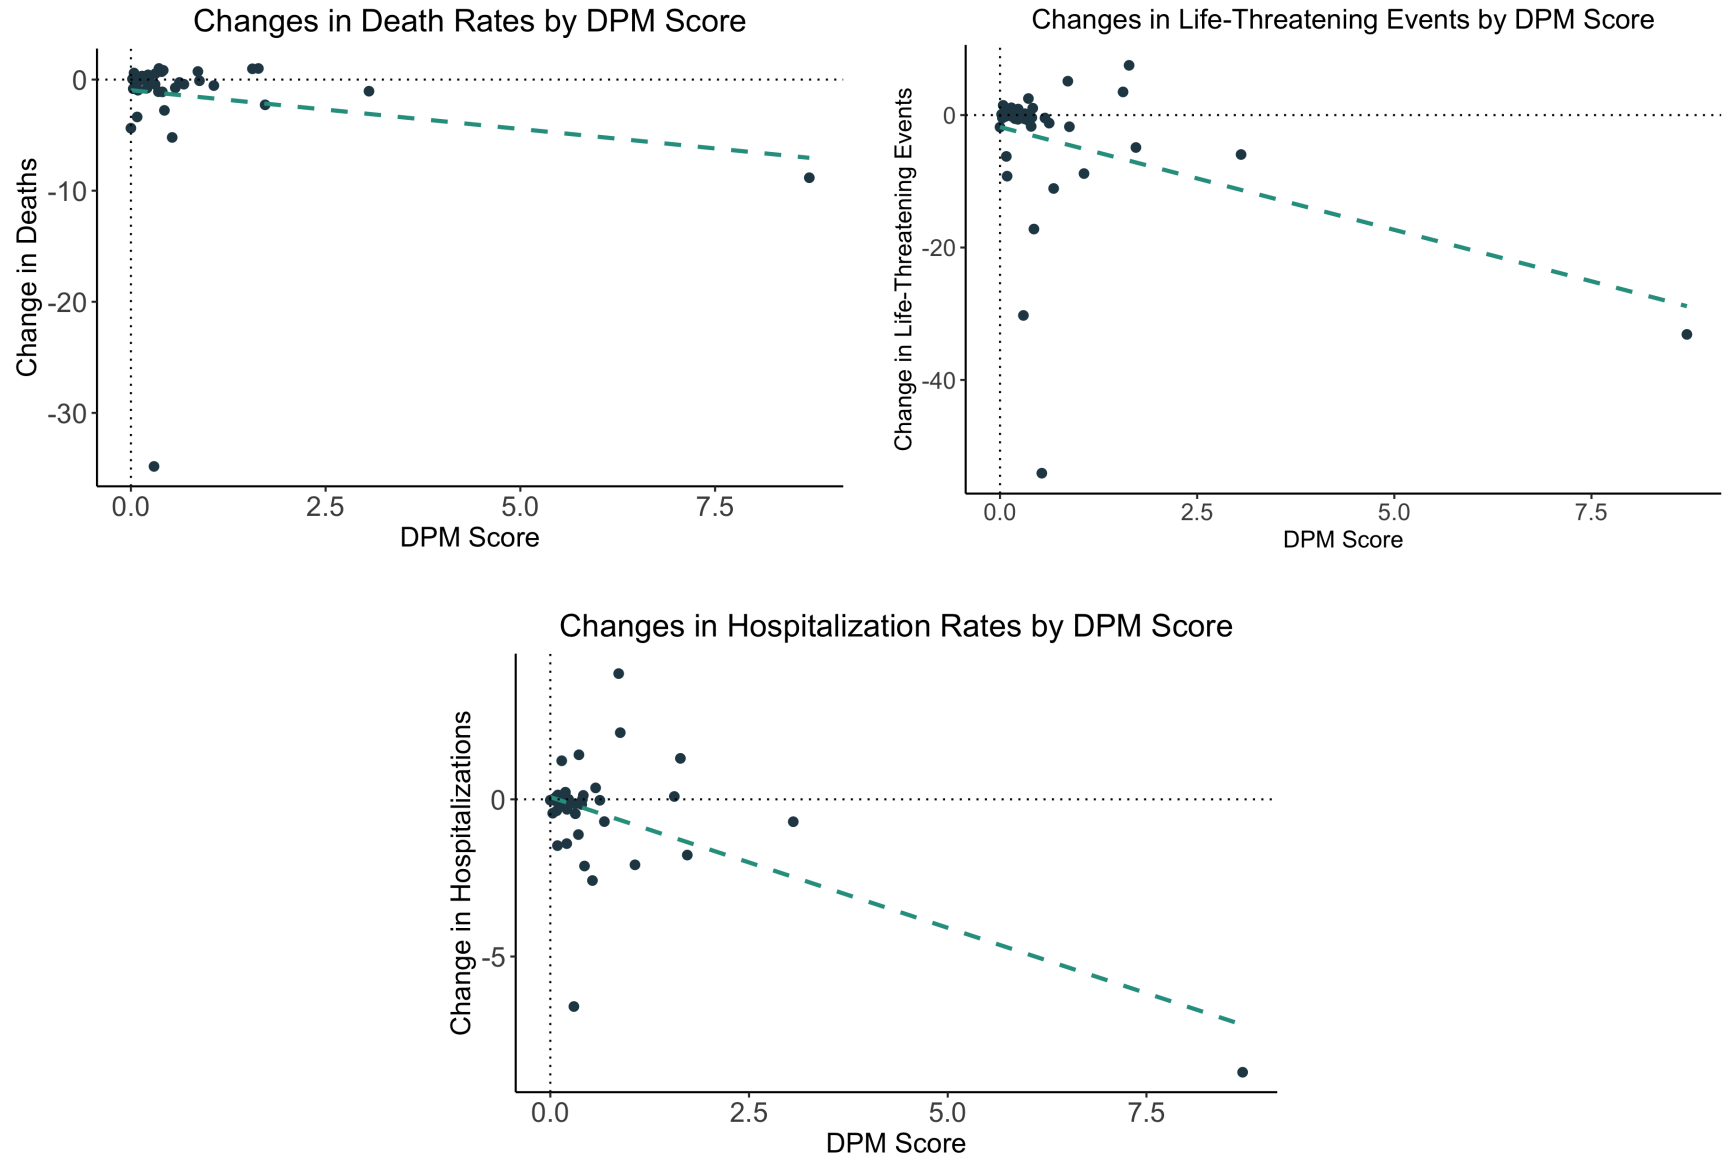 Changes in Death Rates by DPM Score
Change in Deaths
0
-10
-20
-30
0.0 2.5 5.0 7.5
DPM Score
Changes in Life-Threatening Events by DPM Score
Change in Life-Threatening Events
0
-20
-40
0.0 2.5 5.0 7.5
DPM Score
Changes in Hospitalization Rates by DPM Score
Change in Hospitalizations
0
-5
0.0 2.5 5.0 7.5
DPM Score